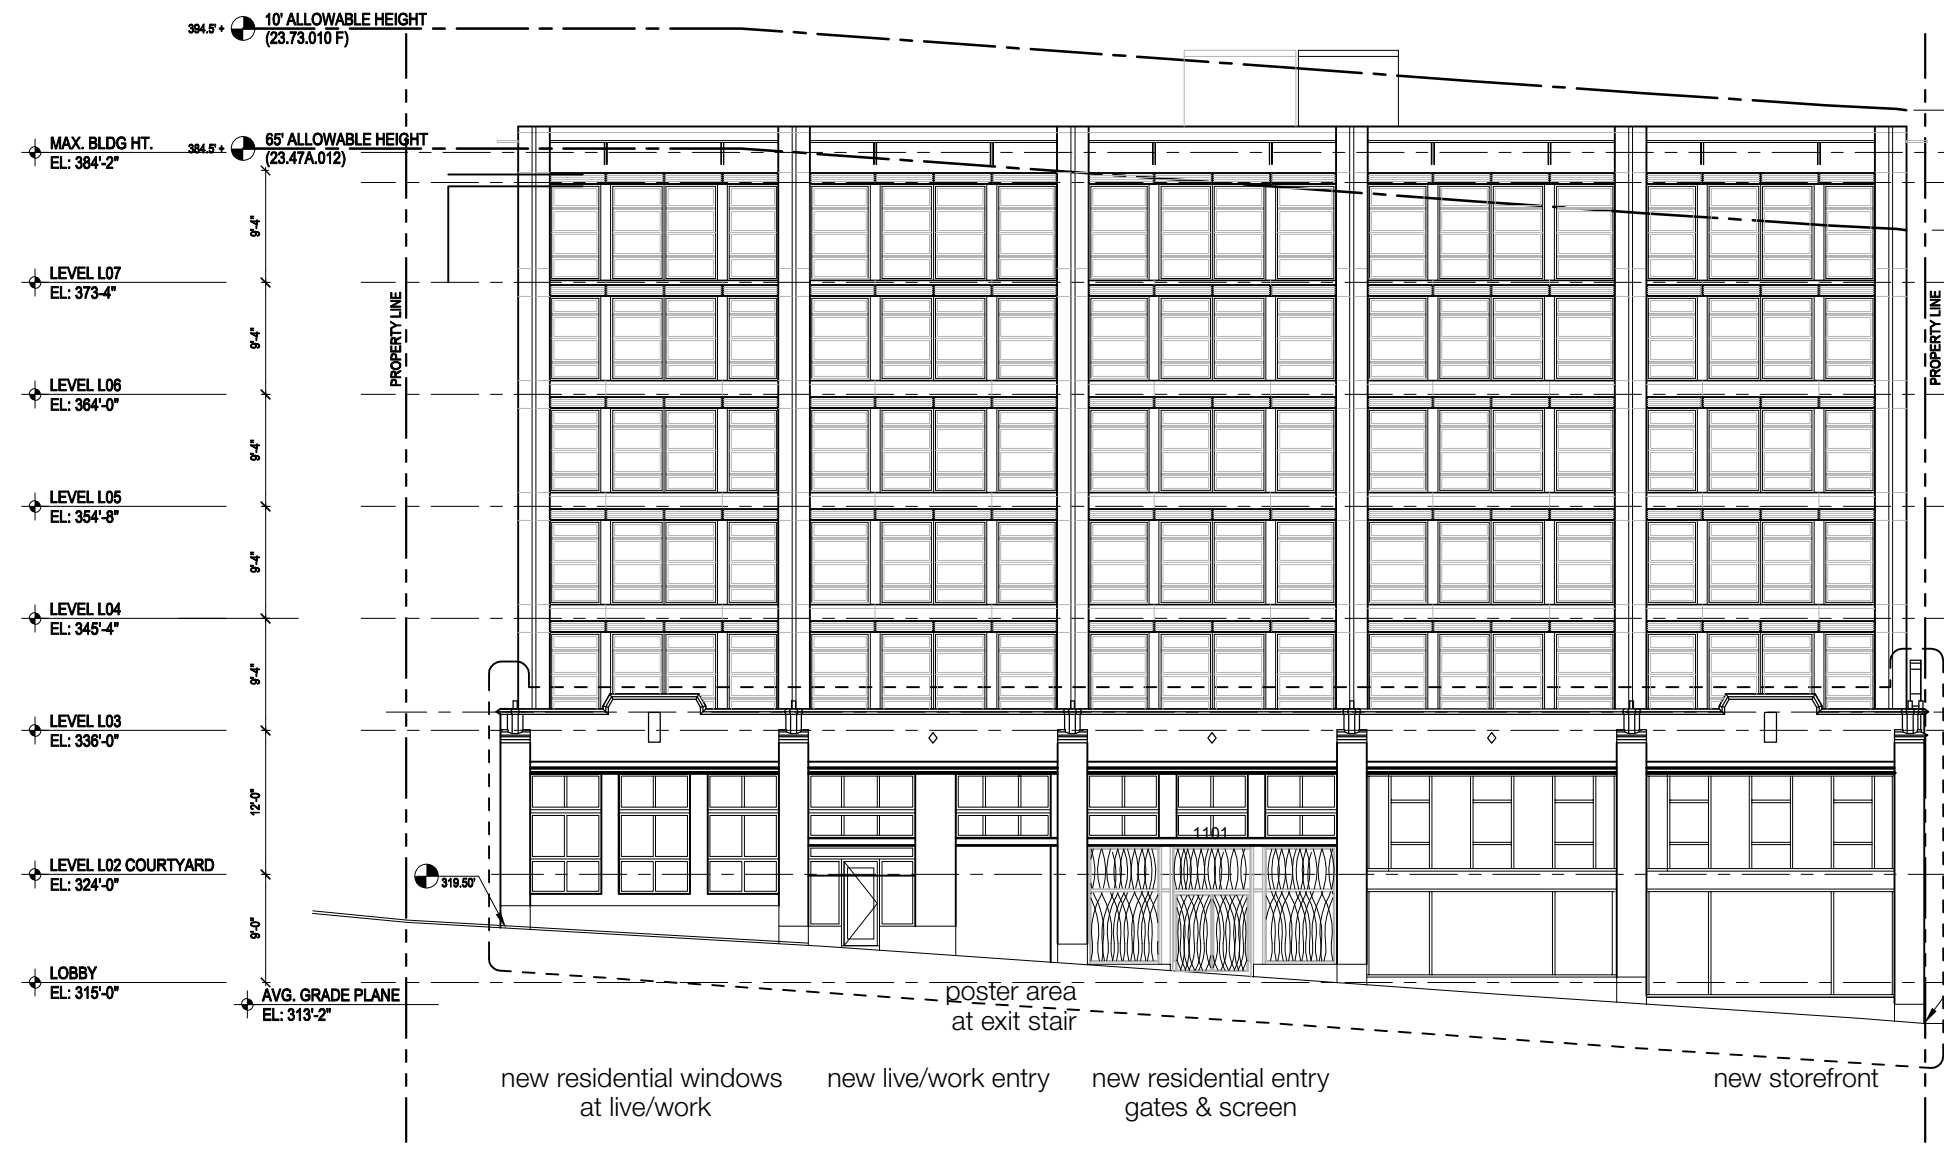 394.5'+
10' ALLOWABLE HEIGHT
(23.73.010 F)
MAX. BLDG HT.
EL: 384'-2"
384.5'+
65' ALLOWABLE HEIGHT
(23.47A.012)
9'-4"
LEVEL L07
EL: 373-4"
PROPERTY LINE
PROPERTY LINE
9'-4"
LEVEL L06
EL: 364'-0"
9'-4"
LEVEL L05
EL: 354'-8"
9'-4"
LEVEL L04
EL: 345'-4"
9'-4"
LEVEL L03
EL: 336'-0"
12'-0"
1101
LEVEL L02 COURTYARD
EL: 324'-0"
319.50'
9'-0"
LOBBY
EL: 315'-0"
AVG. GRADE PLANE
EL: 313'-2"
poster area
at exit stair
new residential windows
at live/work
new live/work entry
new residential entry
gates & screen
new storefront